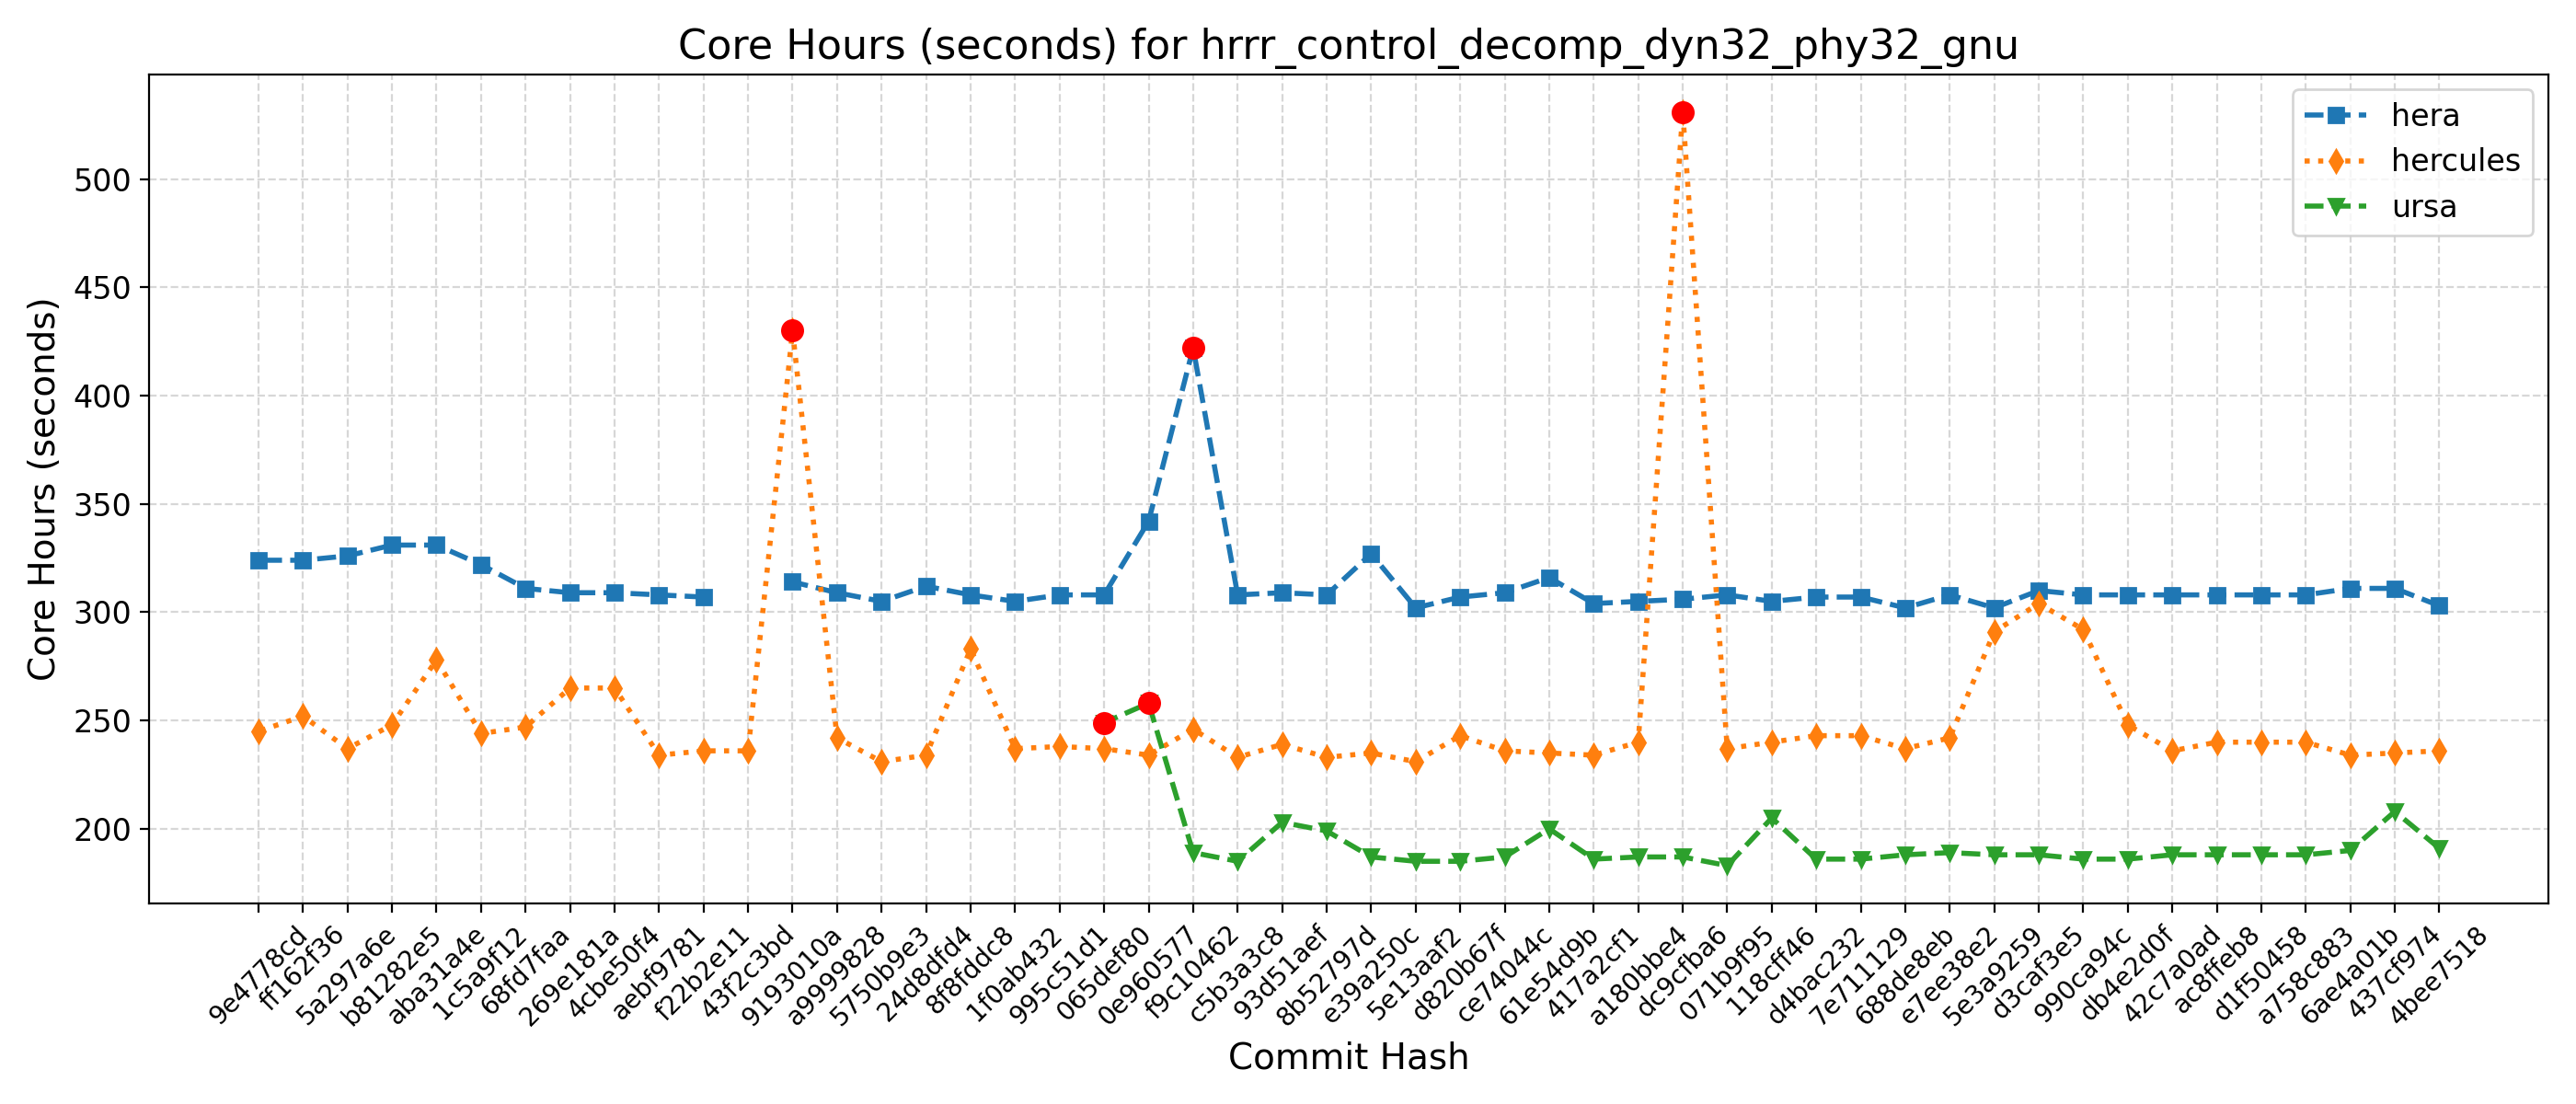 Core Hours (seconds) for hrrr_control_decomp_dyn32_phy32_gnu
hera
hercules
ursa
Core Hours (seconds)
500
450
400
350
300
250
200
9e4778cd
ff162f36
5a297a6e
b81282e5
aba31a4e
1c5a9f12
68fd7faa
269e181a
4cbe50f4
aebf9781
f22b2e11
43f2c3bd
9193010a
a9999828
5750b9e3
24d8dfd4
8f8fddc8
1f0ab432
995c51d1
065def80
0e960577
f9c10462
c5b3a3c8
93d51aef
8b52797d
e39a250c
5e13aaf2
d820b67f
ce74044c
61e54d9b
417a2cf1
a180bbe4
dc9cfba6
071b9f95
118cff46
d4bac232
7e711129
688de8eb
e7ee38e2
5e3a9259
d3caf3e5
990ca94c
db4e2d0f
42c7a0ad
ac8ffeb8
d1f50458
a758c883
6ae4a01b
437cf974
4bee7518
Commit Hash